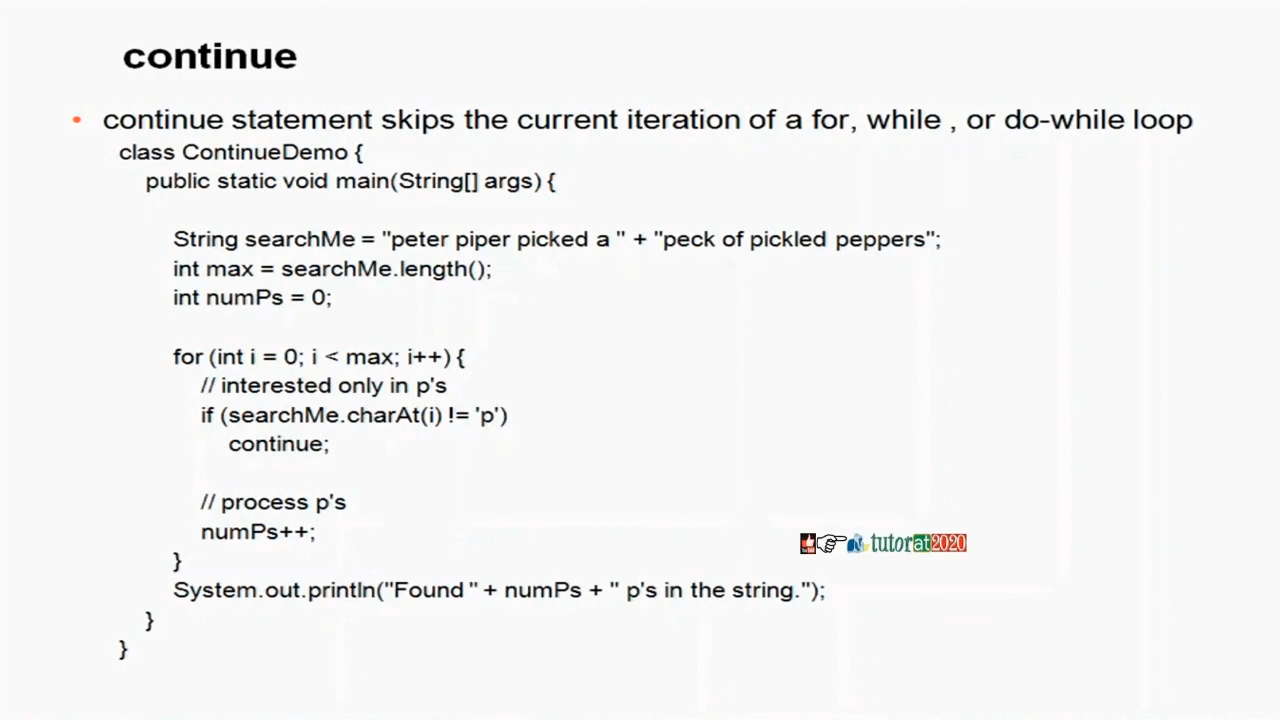 continue
• continue statement skips the current iteration of a for, while , or do-while loop
class ContinueDemo {
public static void main(String[] args) {
String searchMe = "peter piper picked a " + "peck of pickled peppers";
int max = searchMe.length();
int numPs = 0;
for (int i = 0; i < max; i++) {
// interested only in p's
if (searchMe.charAt(i) != 'p')
continue;
// process p's
numPs++;
tutorat2020
}
System.out.println("Found " + numPs + " p's in the string.");
}
}